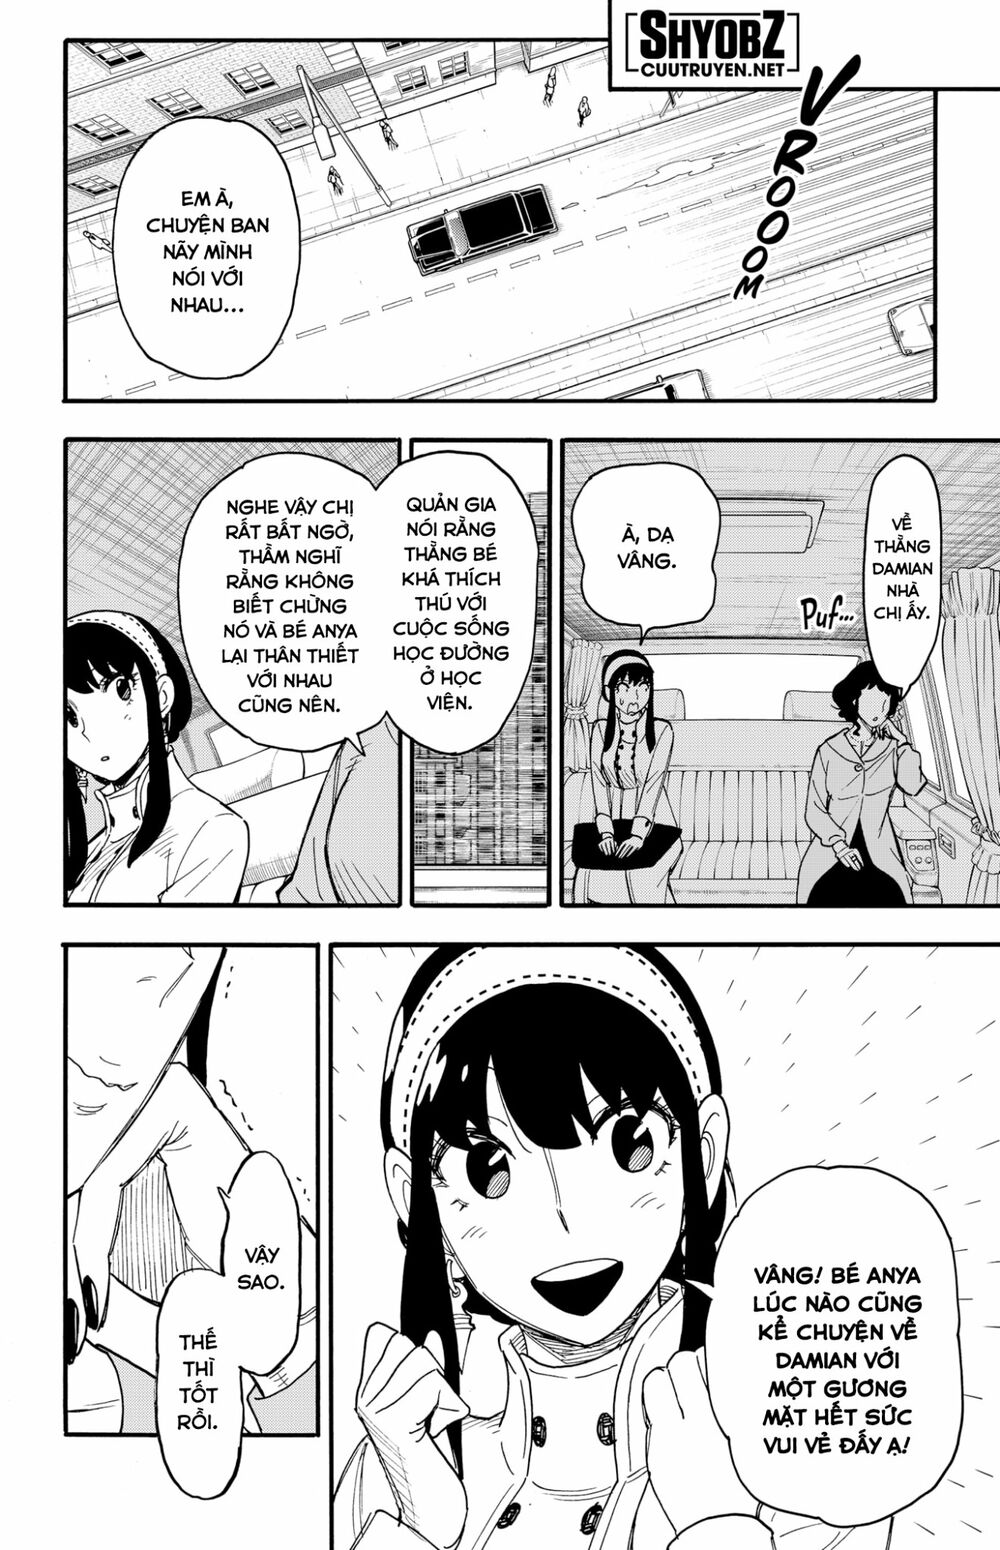 SHYOBZ
CUUTRUYEN.NET
VROOOM
EM À,
CHUYỆN BAN
NÃY MÌNH
NÓI VỚI
NHAU...
VỀ
THẰNG
DAMIAN
NHÀ
CHỊ ẤY.
Puf...
À, DẠ
VÂNG.
QUẢN GIA
NÓI RẰNG
THẰNG BÉ
KHÁ THÍCH
THÚ VỚI
CUỘC SỐNG
HỌC ĐƯỜNG
Ở HỌC
VIỆN.
NGHE VẬY CHỊ
RẤT BẤT NGỜ,
THẦM NGHĨ
RẰNG KHÔNG
BIẾT CHỪNG
NÓ VÀ BÉ ANYA
LẠI THÂN THIẾT
VỚI NHAU
CŨNG NÊN.
VÂNG! BÉ ANYA
LÚC NÀO CŨNG
KỂ CHUYỆN VỀ
DAMIAN VỚI
MỘT GƯƠNG
MẶT HẾT SỨC
VUI VẺ ĐẤY Ạ!
VẬY
SAO.
THẾ
THÌ
TỐT
RỒI.